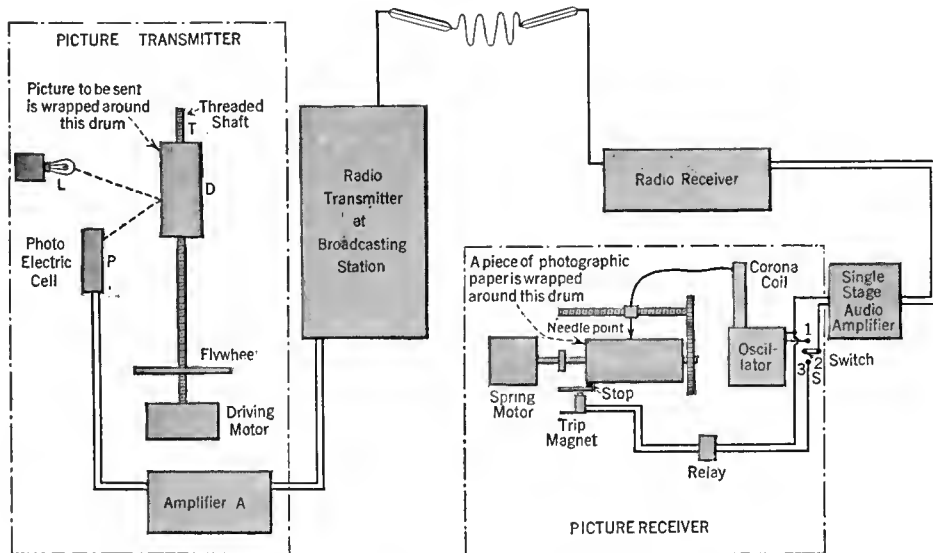 PICTURE TRANSMITTER
Picture to be sent
is wrapped around
this drum
Threaded
Shaft
T
L
D
Photo
Electric
Cell
P
Flywheel
Driving
Motor
Amplifier A
Radio
Transmitter
at
Broadcasting
Station
Radio Receiver
A piece of photographic
paper is wrapped
around this drum
Corona
Coil
Single
Stage
Audio
Amplifier
Needle point
Oscil-
lator
1
2
3
S
Switch
Spring
Motor
Stop
Trip
Magnet
Relay
PICTURE RECEIVER